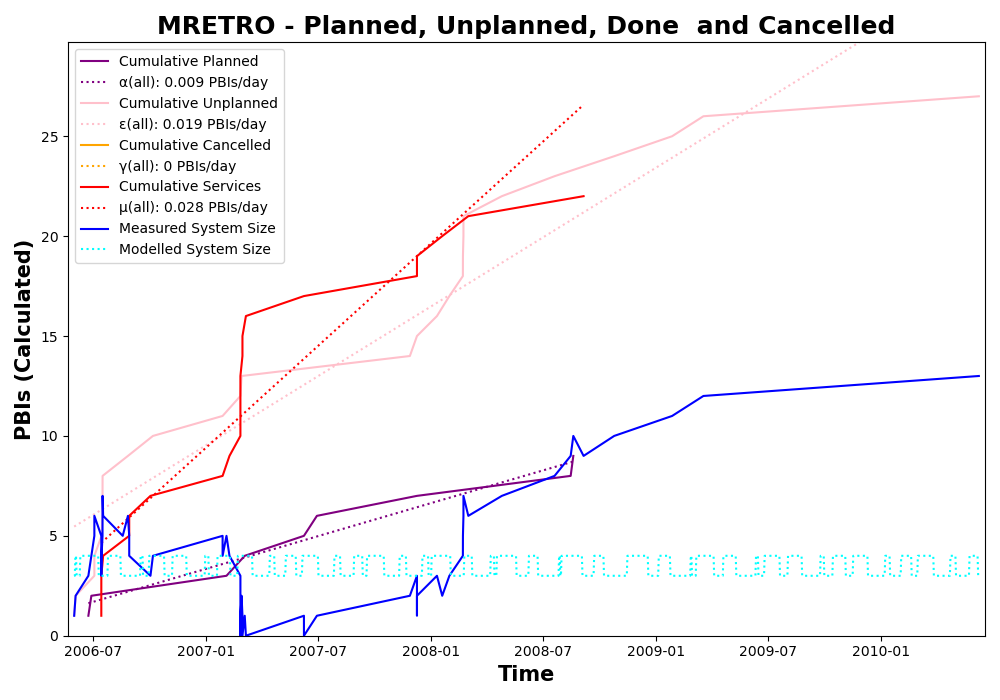 MRETRO - Planned, Unplanned, Done  and Cancelled
Cumulative Planned
α(all): 0.009 PBIs/day
Cumulative Unplanned
ε(all): 0.019 PBIs/day
Cumulative Cancelled
γ(all): 0 PBIs/day
Cumulative Services
μ(all): 0.028 PBIs/day
Measured System Size
Modelled System Size
PBIs (Calculated)
25
20
15
10
5
0
2006-07
2007-01
2007-07
2008-01
2008-07
2009-01
2009-07
2010-01
Time